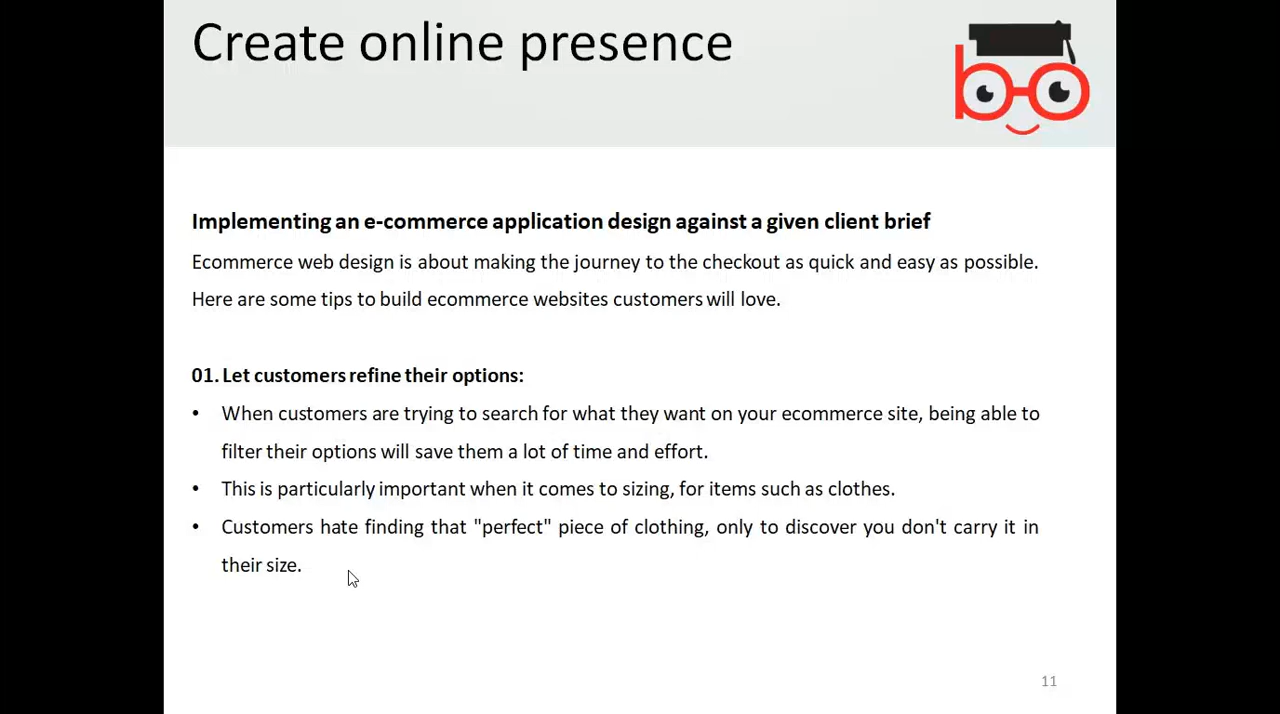 Create online presence
Implementing an e-commerce application design against a given client brief
Ecommerce web design is about making the journey to the checkout as quick and easy as possible.
Here are some tips to build ecommerce websites customers will love.
01. Let customers refine their options:
• When customers are trying to search for what they want on your ecommerce site, being able to
filter their options will save them a lot of time and effort.
• This is particularly important when it comes to sizing, for items such as clothes.
• Customers hate finding that "perfect" piece of clothing, only to discover you don't carry it in
their size.
11